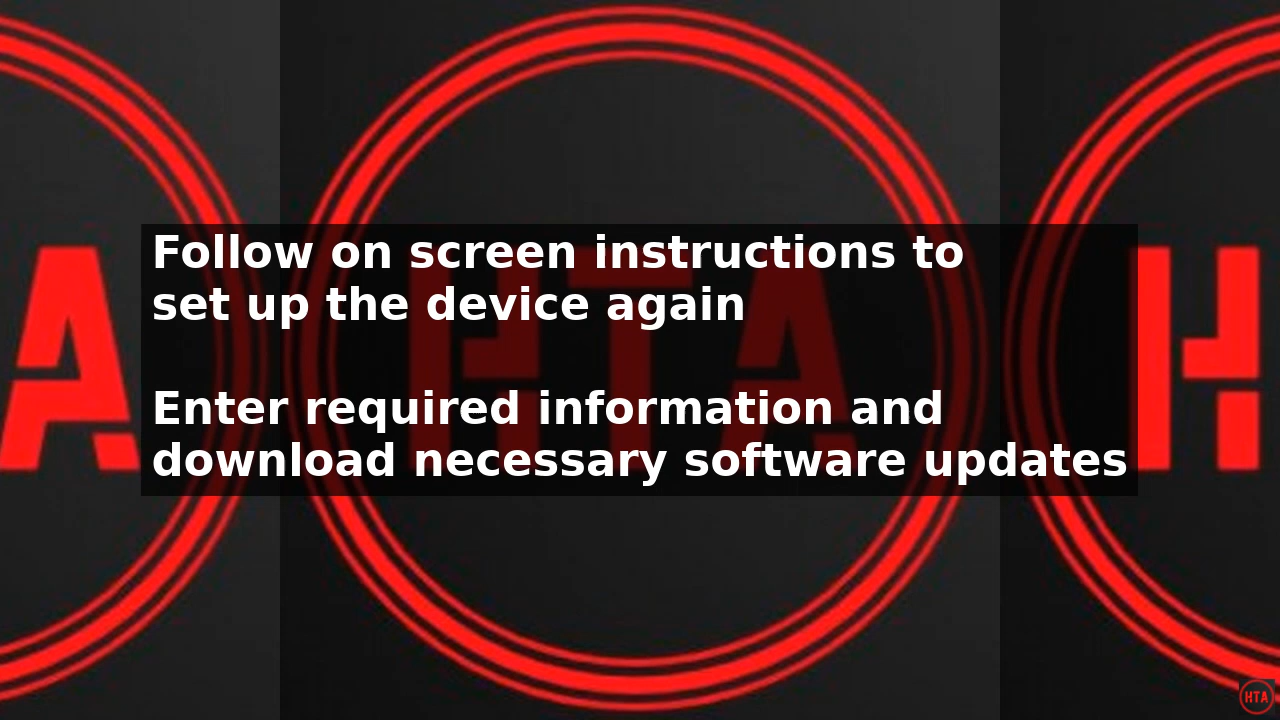 Follow on screen instructions to
set up the device again
Enter required information and
download necessary software updates
A
HTA
H
HTA